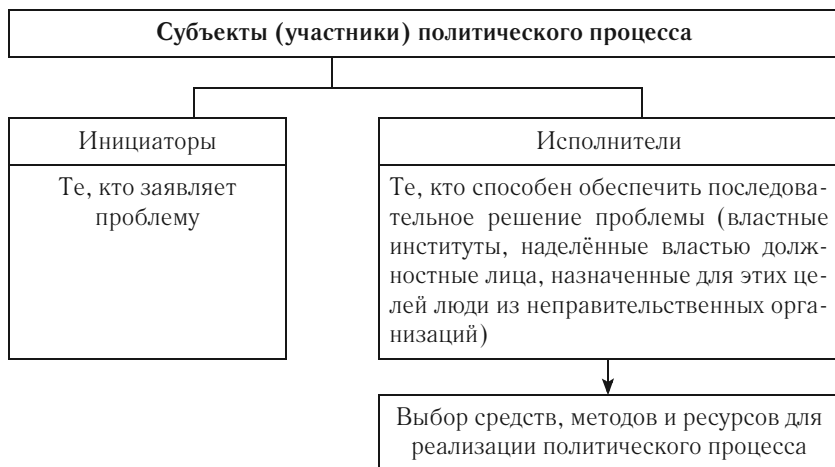 Субъекты (участники) политического процесса
Инициаторы
Те, кто заявляет
проблему
Исполнители
Те, кто способен обеспечить последова-
тельное решение проблемы (властные
институты, наделённые властью долж-
ностные лица, назначенные для этих це-
лей люди из неправительственных орга-
низаций)
Выбор средств, методов и ресурсов для
реализации политического процесса